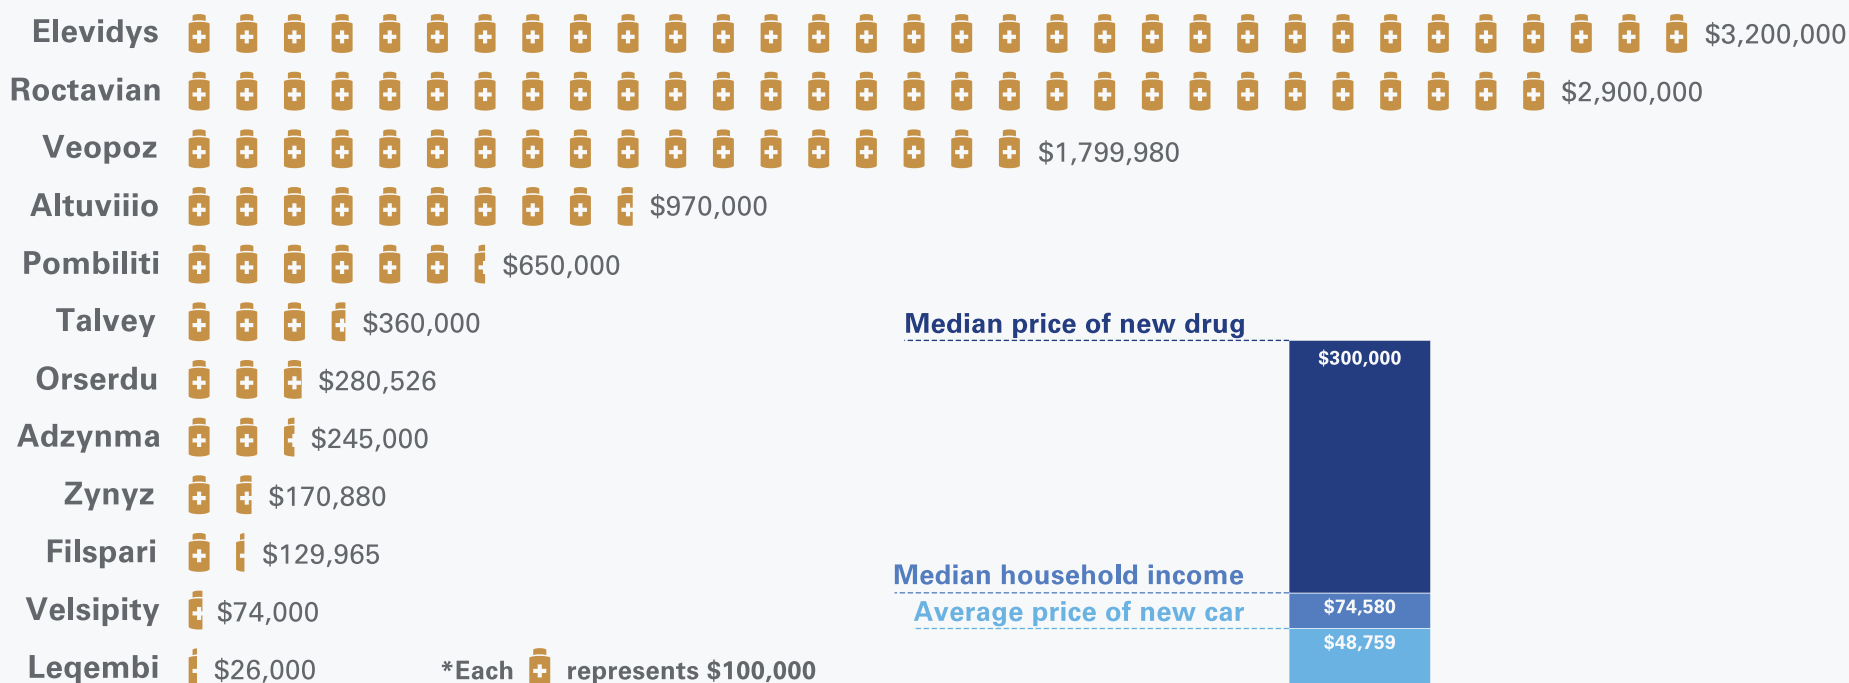 Elevidys $3,200,000
Roctavian $2,900,000
Veopoz $1,799,980
Altuviiio $970,000
Pombiliti $650,000
Talvey $360,000
Orserdu $280,526
Adzynma $245,000
Zynyz $170,880
Filspari $129,965
Velsipity $74,000
Leqembi $26,000
*Each represents $100,000
Median price of new drug
$300,000
Median household income
$74,580
Average price of new car
$48,759